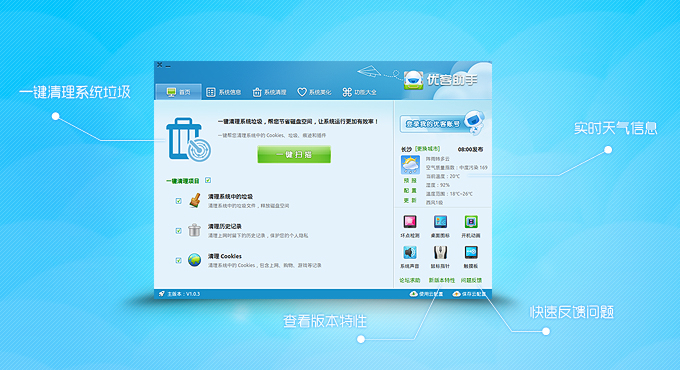 优客助手
首页
系统信息
系统清理
系统美化
功能大全
一键清理系统垃圾
一键清理系统垃圾，帮您节省磁盘空间，让系统运行更加有效率！
一键帮您清理系统中的 Cookies、垃圾、痕迹和插件
一键扫描
一键清理项目
清理系统中的垃圾
清理系统中的垃圾文件，释放磁盘空间
清理历史记录
清理上网时留下的历史记录，保护您的个人隐私
清理 Cookies
清理系统中的 Cookies，包含上网、购物、游戏等记录
登录我的优客账号
实时天气信息
长沙 [更换城市] 08:00发布
阵雨转多云
空气质量指数：中度污染 169
当前温度：20℃
湿度：92%
温度范围：18℃~26℃
西风1级
预报
配置
更新
坏点检测
桌面图标
开机动画
系统声音
鼠标指针
触摸板
论坛求助
新版本特性
问题反馈
主版本：V1.0.3
使用云配置
保存云配置
查看版本特性
快速反馈问题